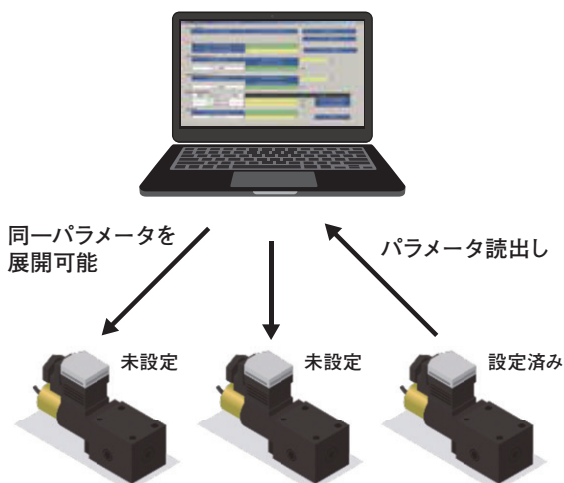 同一パラメータを
展開可能
パラメータ読出し
未設定
未設定
設定済み